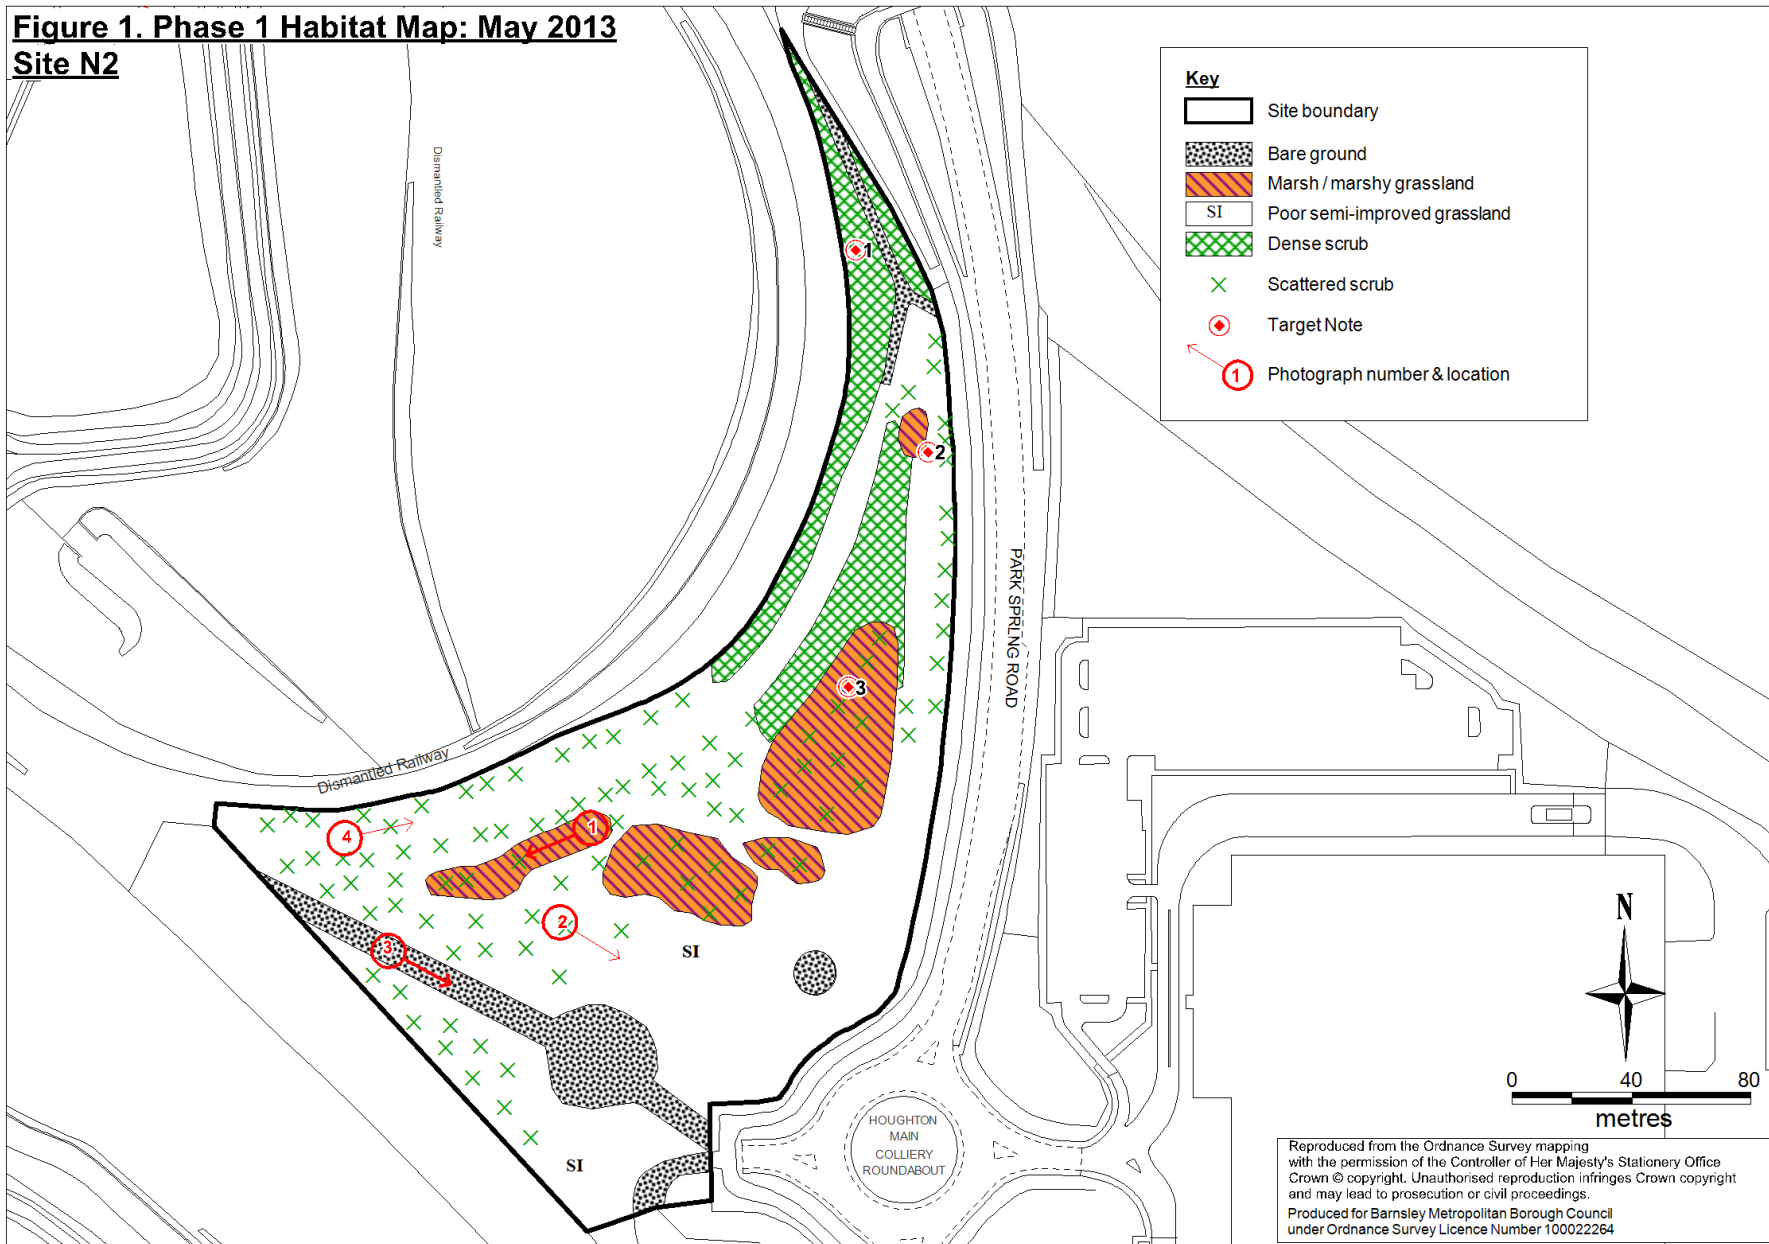 Figure 1. Phase 1 Habitat Map: May 2013
Site N2
Key
Site boundary
Bare ground
Marsh / marshy grassland
SI
Poor semi-improved grassland
Dense scrub
Scattered scrub
Target Note
1
Photograph number & location
Dismantled Railway
1
2
3
PARK SPRLNG ROAD
Dismantled Railway
4
1
2
3
SI
SI
HOUGHTON
MAIN
COLLIERY
ROUNDABOUT
N
0 40 80
metres
Reproduced from the Ordnance Survey mapping
with the permission of the Controller of Her Majesty's Stationery Office
Crown © copyright. Unauthorised reproduction infringes Crown copyright
and may lead to prosecution or civil proceedings.
Produced for Barnsley Metropolitan Borough Council
under Ordnance Survey Licence Number 100022264